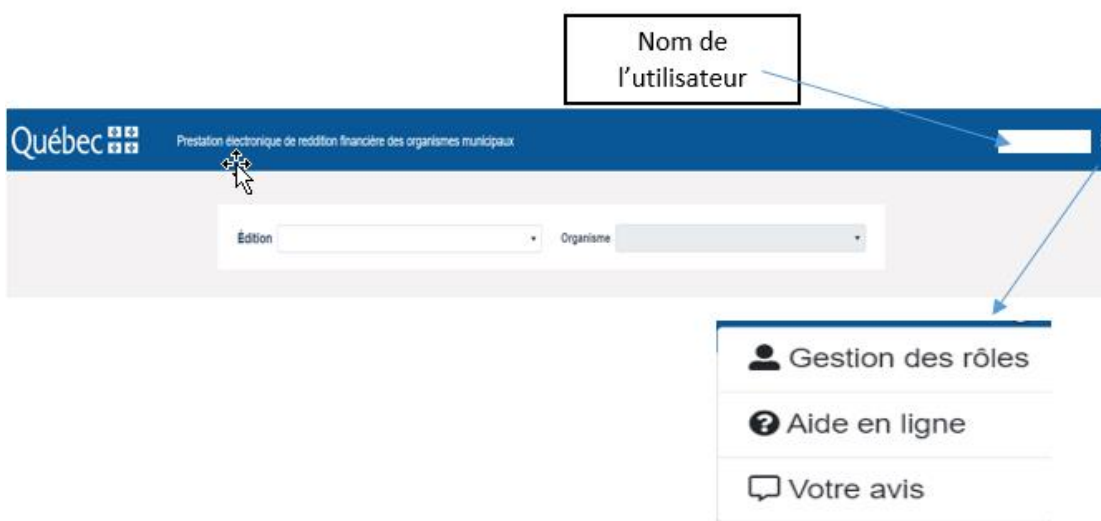 Nom de
l'utilisateur
Québec
Prestation électronique de reddition financière des organismes municipaux
Édition
Organisme
Gestion des rôles
Aide en ligne
Votre avis